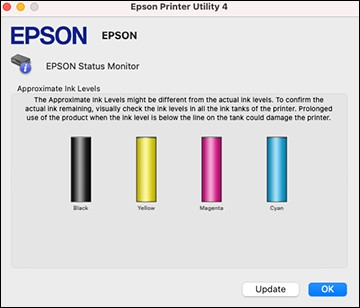 Epson Printer Utility 4
EPSON EPSON
EPSON Status Monitor
Approximate Ink Levels
The Approximate Ink Levels might be different from the actual ink levels. To confirm the
actual ink remaining, visually check the ink levels in all the ink tanks of the printer. Prolonged
use of the product when the ink level is below the line on the tank could damage the printer.
Black Yellow Magenta Cyan
Update OK